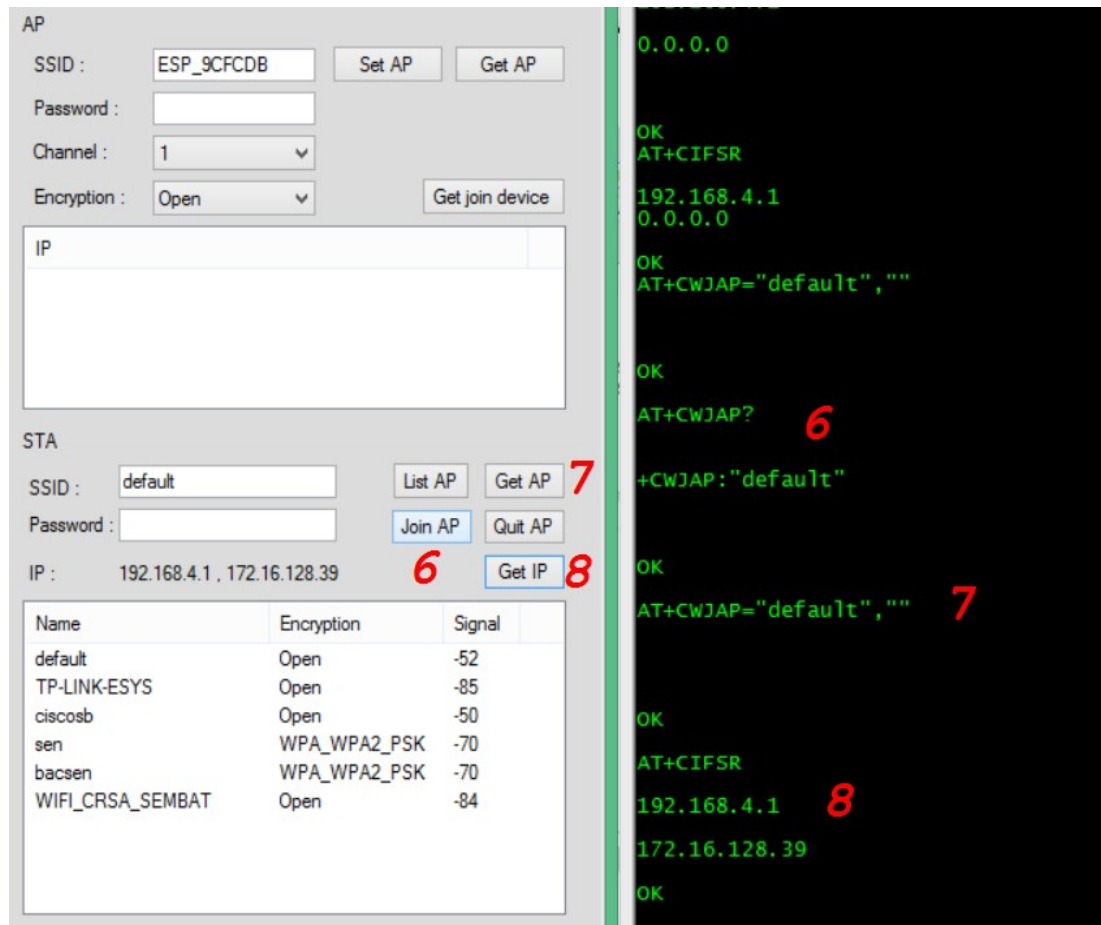 AP
SSID : ESP_9CFCDB Set AP Get AP
Password :
Channel : 1
Encryption : Open Get join device
IP
STA
SSID : default List AP Get AP 7
Password : Join AP Quit AP
6
IP : 192.168.4.1 , 172.16.128.39 Get IP 8
Name Encryption Signal
default Open -52
TP-LINK-ESYS Open -85
ciscosb Open -50
sen WPA_WPA2_PSK -70
bacsen WPA_WPA2_PSK -70
WIFI_CRSA_SEMBAT Open -84
0.0.0.0
OK
AT+CIFSR
192.168.4.1
0.0.0.0
OK
AT+CWJAP="default",""
OK
AT+CWJAP? 6
+CWJAP:"default"
OK
AT+CWJAP="default","" 7
OK
AT+CIFSR
192.168.4.1 8
172.16.128.39
OK